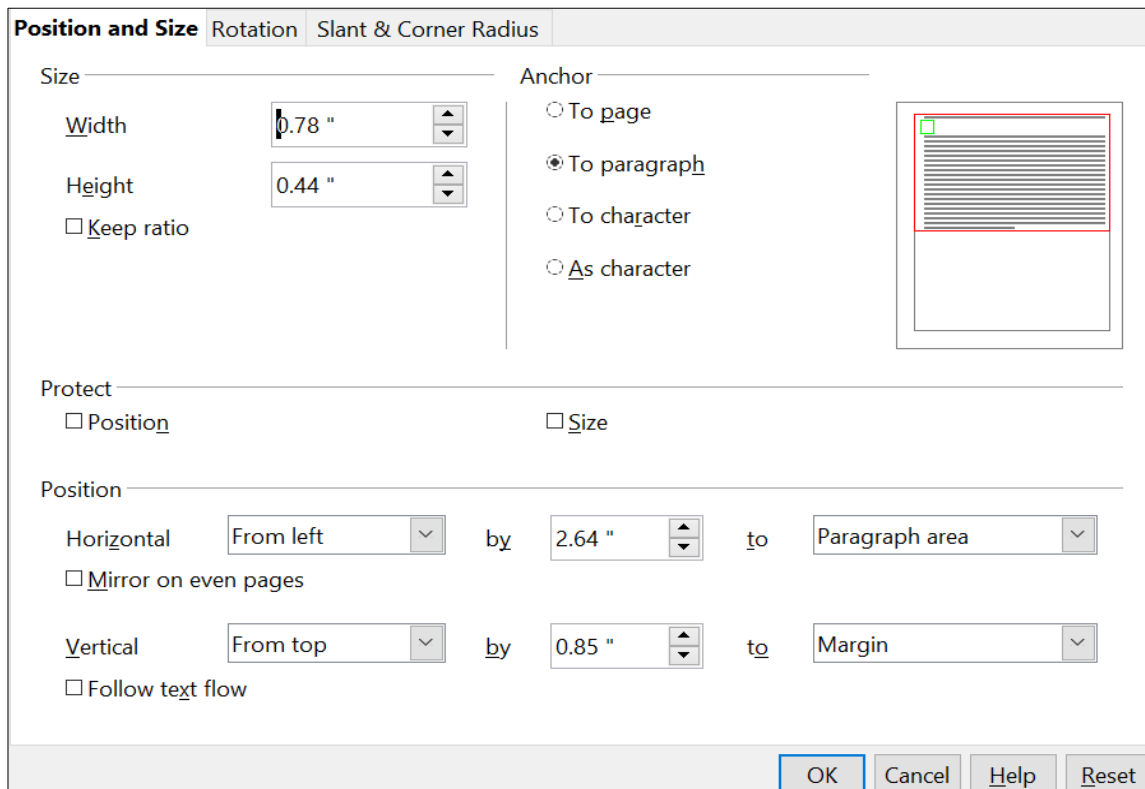 Position and Size Rotation Slant & Corner Radius
Size Anchor
Width 0.78 " To page
Height 0.44 " To paragraph
Keep ratio To character
As character
Protect
Position Size
Position
Horizontal From left by 2.64 " to Paragraph area
Mirror on even pages
Vertical From top by 0.85 " to Margin
Follow text flow
OK Cancel Help Reset